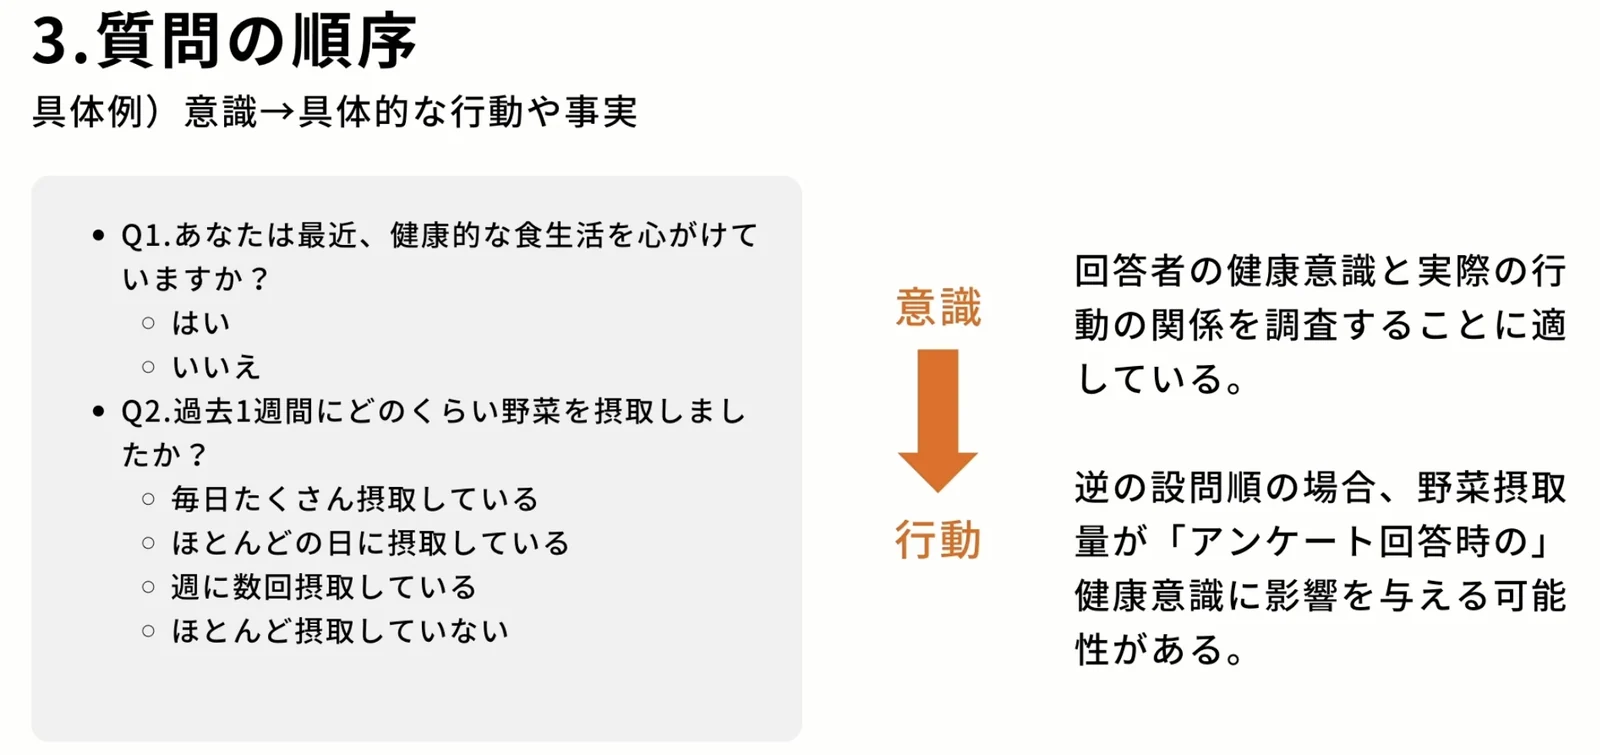 3.質問の順序
具体例）意識→具体的な行動や事実
• Q1.あなたは最近、健康的な食生活を心がけて
いますか？
○ はい
○ いいえ
• Q2.過去1週間にどのくらい野菜を摂取しまし
たか？
○ 毎日たくさん摂取している
○ ほとんどの日に摂取している
○ 週に数回摂取している
○ ほとんど摂取していない
意識
行動
回答者の健康意識と実際の行
動の関係を調査することに適
している。
逆の設問順の場合、野菜摂取
量が「アンケート回答時の」
健康意識に影響を与える可能
性がある。